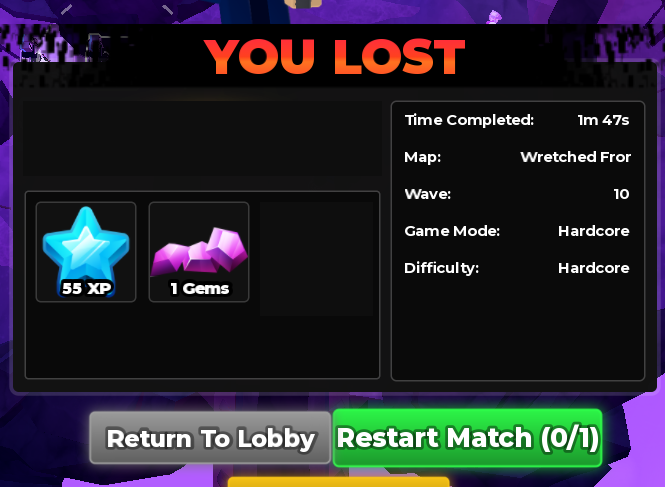 YOU LOST
Time Completed: 1m 47s
Map: Wretched Fror
Wave: 10
Game Mode: Hardcore
Difficulty: Hardcore
55 XP
1 Gems
Return To Lobby
Restart Match (0/1)